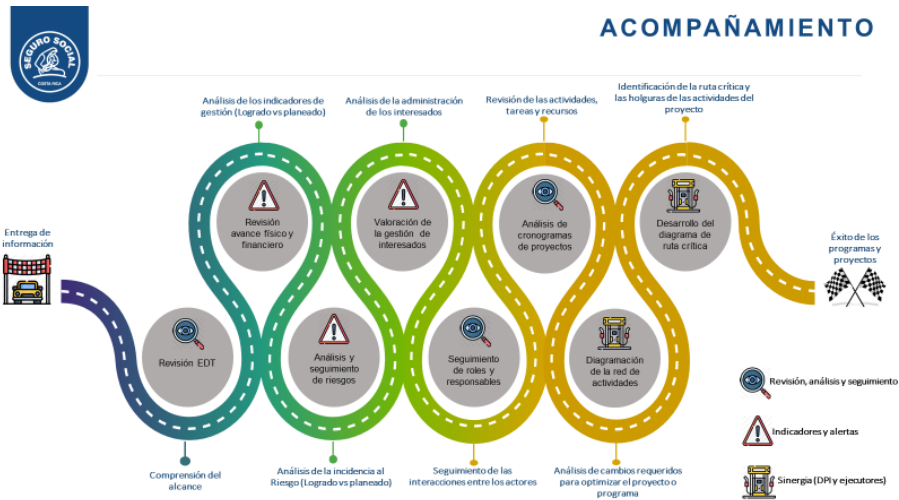 ACOMPAÑAMIENTO
SEGURO SOCIAL
COSTA RICA
Análisis de los indicadores de
gestión (Logrado vs planeado)
Análisis de la administración
de los interesados
Revisión de las actividades,
tareas y recursos
Identificación de la ruta crítica y
las holguras de las actividades del
proyecto
Revisión
avance físico y
financiero
Valoración de
la gestión de
interesados
Análisis de
cronogramas
de proyectos
Desarrollo del
diagrama de
ruta crítica
Entrega de
información
Éxito de los
programas y
proyectos
Revisión EDT
Análisis y
seguimiento
de riesgos
Seguimiento
de roles y
responsables
Diagramación
de la red de
actividades
Revisión, análisis y seguimiento
Indicadores y alertas
Sinergia (DPI y ejecutores)
Comprensión del
alcance
Análisis de la incidencia al
Riesgo (Logrado vs planeado)
Seguimiento de las
interacciones entre los actores
Análisis de cambios requeridos
para optimizar el proyecto o
programa